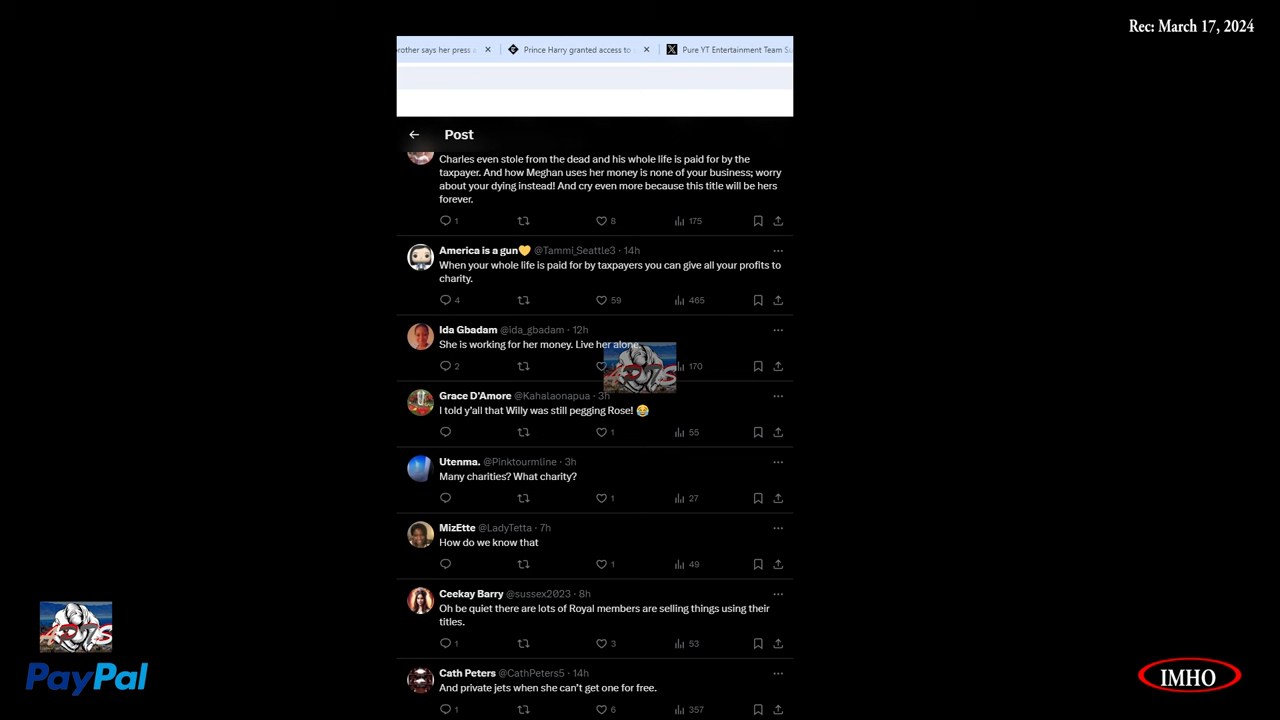 Rec: March 17, 2024
rother says her press
Prince Harry granted access to
Pure YT Entertainment Team Su
Post
Charles even stole from the dead and his whole life is paid for by the
taxpayer. And how Meghan uses her money is none of your business; worry
about your dying instead! And cry even more because this title will be hers
forever.
1 8 175
America is a gun💛 @Tammi_Seattle3 · 14h
When your whole life is paid for by taxpayers you can give all your profits to
charity.
4 59 465
Ida Gbadam @ida_gbadam · 12h
She is working for her money. Live her alone.
2 170
Grace D'Amore @Kahalaonapua · 3h
I told y'all that Willy was still pegging Rose! 😂
1 55
Utenma. @Pinktourmline · 3h
Many charities? What charity?
1 27
MizEtte @LadyTetta · 7h
How do we know that
1 49
Ceekay Barry @sussex2023 · 8h
Oh be quiet there are lots of Royal members are selling things using their
titles.
1 3 53
Cath Peters @CathPeters5 · 14h
And private jets when she can't get one for free.
1 6 357
PayPal
IMHO